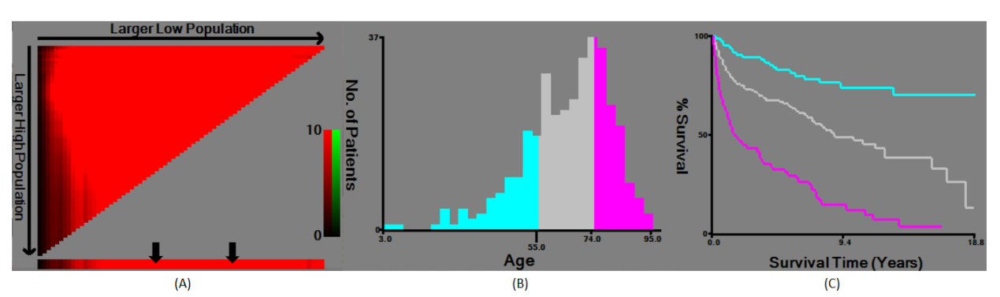 Larger Low Population
Larger High Population
10
0
(A)
No. of Patients
37
0
3.0
55.0
74.0
95.0
Age
(B)
% Survival
100
50
0
0.0
9.4
18.8
Survival Time (Years)
(C)